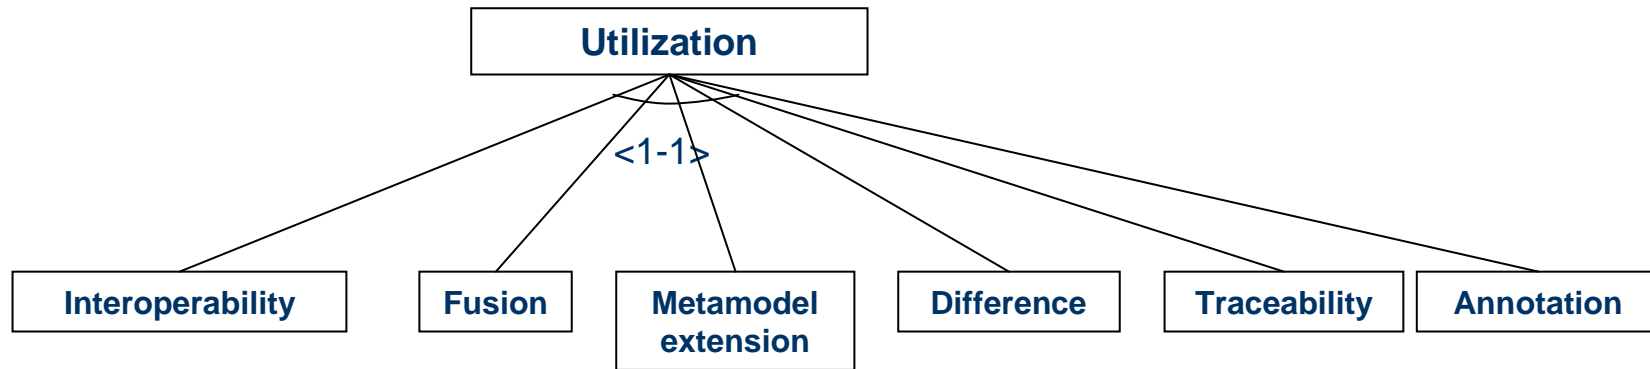 Utilization
<1-1>
Interoperability
Fusion
Metamodel
extension
Difference
Traceability
Annotation